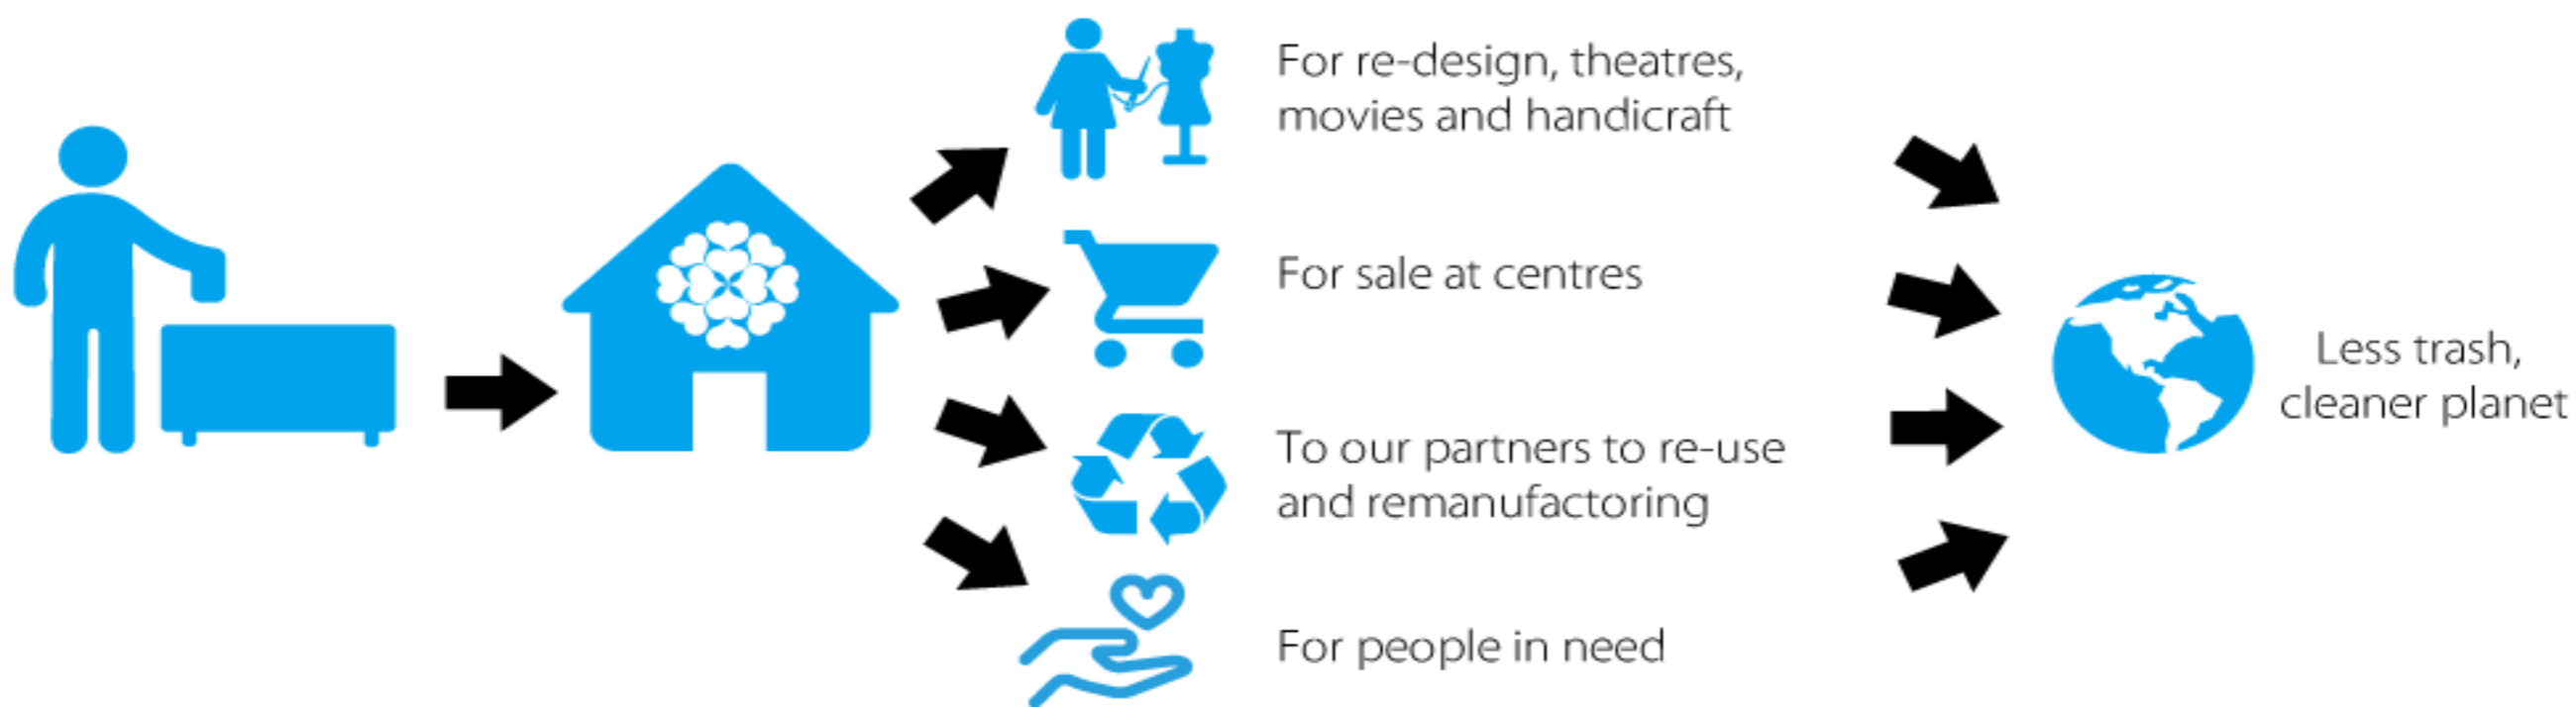 For re-design, theatres,
movies and handicraft
For sale at centres
To our partners to re-use
and remanufactoring
For people in need
Less trash,
cleaner planet